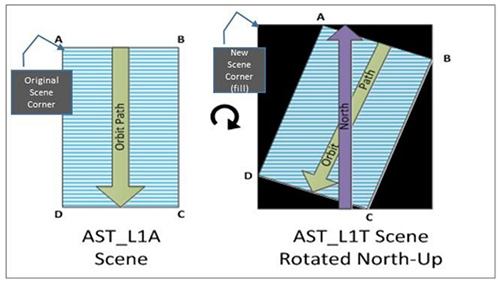 A
B
Original
Scene
Corner
Orbit Path
D
C
AST_L1A
Scene
A
B
New
Scene
Corner
(fill)
Path
North
Orbit
D
C
AST_L1T Scene
Rotated North-Up